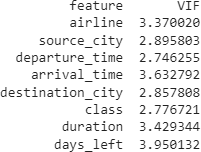 feature VIF
airline 3.370020
source_city 2.895803
departure_time 2.746255
arrival_time 3.632792
destination_city 2.857808
class 2.776721
duration 3.429344
days_left 3.950132